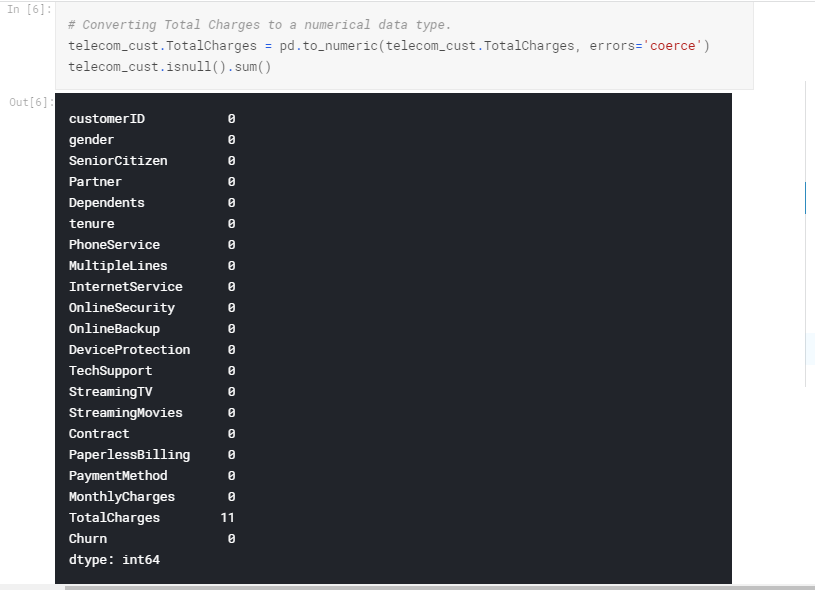 In [6]:
# Converting Total Charges to a numerical data type.
telecom_cust.TotalCharges = pd.to_numeric(telecom_cust.TotalCharges, errors='coerce')
telecom_cust.isnull().sum()
Out[6]:
customerID 0
gender 0
SeniorCitizen 0
Partner 0
Dependents 0
tenure 0
PhoneService 0
MultipleLines 0
InternetService 0
OnlineSecurity 0
OnlineBackup 0
DeviceProtection 0
TechSupport 0
StreamingTV 0
StreamingMovies 0
Contract 0
PaperlessBilling 0
PaymentMethod 0
MonthlyCharges 0
TotalCharges 11
Churn 0
dtype: int64